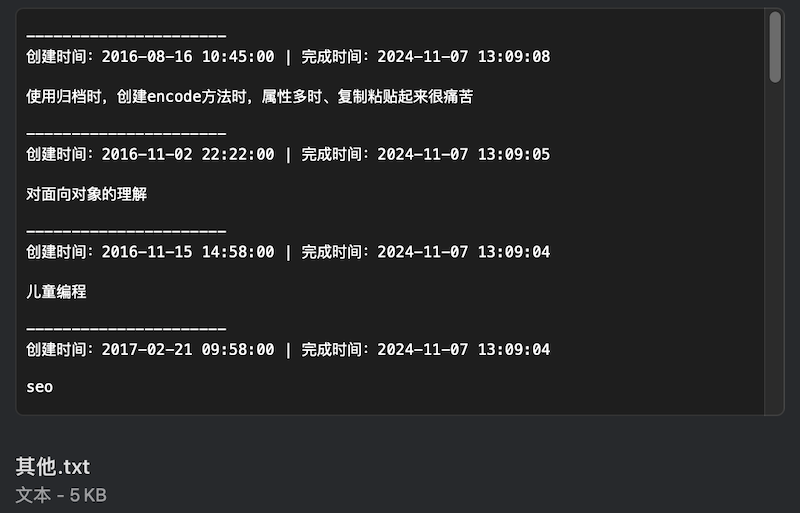 ______________________
创建时间：2016-08-16 10:45:00 | 完成时间：2024-11-07 13:09:08
使用归档时，创建encode方法时，属性多时、复制粘贴起来很痛苦
______________________
创建时间：2016-11-02 22:22:00 | 完成时间：2024-11-07 13:09:05
对面向对象的理解
______________________
创建时间：2016-11-15 14:58:00 | 完成时间：2024-11-07 13:09:04
儿童编程
______________________
创建时间：2017-02-21 09:58:00 | 完成时间：2024-11-07 13:09:04
seo
其他.txt
文本 - 5 KB